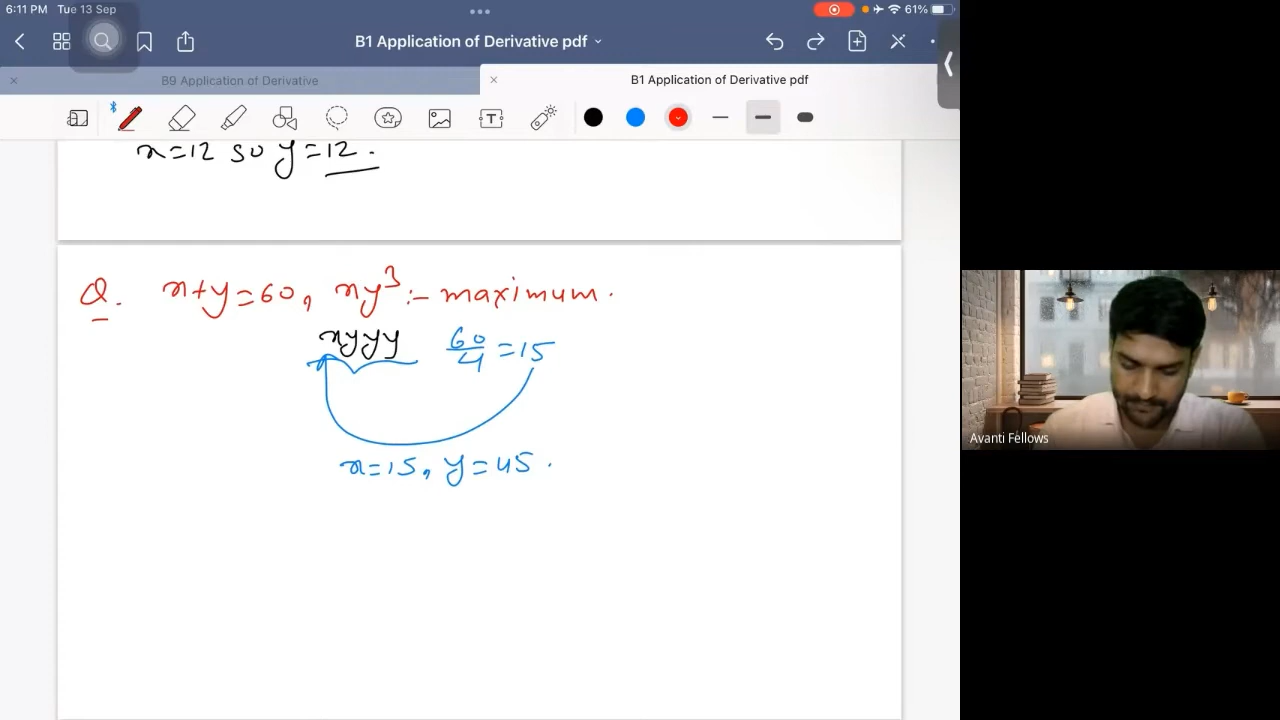 6:11 PM Tue 13 Sep
61%
B1 Application of Derivative pdf
B9 Application of Derivative
B1 Application of Derivative pdf
x=12 so y=12.
Q. x+y=60, xy³:- maximum.
xyyy 60/4 =15
x=15, y=45.
Avanti Fellows